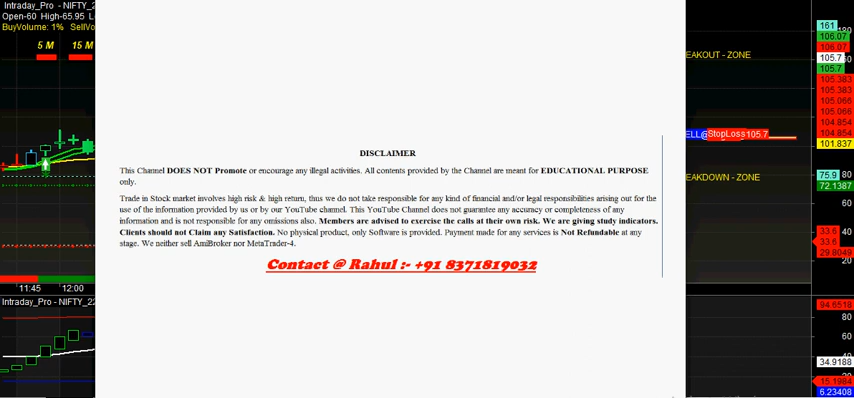 Intraday_Pro - NIFTY_22
Open-60 High-65.95 L
BuyVolume: 1% SellVo
5 M 15 M
161
106.07
106.07
105.7
105.7
105.383
105.383
105.066
105.066
104.854
104.854
101.837
EAKOUT - ZONE
ELL@ StopLoss 105.7
80
75.9
72.1387
EAKDOWN - ZONE
60
40
33.6
33.6
29.8049
20
DISCLAIMER
This Channel DOES NOT Promote or encourage any illegal activities. All contents provided by the Channel are meant for EDUCATIONAL PURPOSE
only.
Trade in Stock market involves high risk & high return, thus we do not take responsible for any kind of financial and/or legal responsibilities arising out for the
use of the information provided by us or by our YouTube channel. This YouTube Channel does not guarantee any accuracy or completeness of any
information and is not responsible for any omissions also. Members are advised to exercise the calls at their own risk. We are giving study indicators.
Clients should not Claim any Satisfaction. No physical product, only Software is provided. Payment made for any services is Not Refundable at any
stage. We neither sell AmiBroker nor MetaTrader-4.
Contact @ Rahul :- +91 8371819032
11:45 12:00
Intraday_Pro - NIFTY_22
94.6518
80
60
40
34.9188
15.1984
6.23408